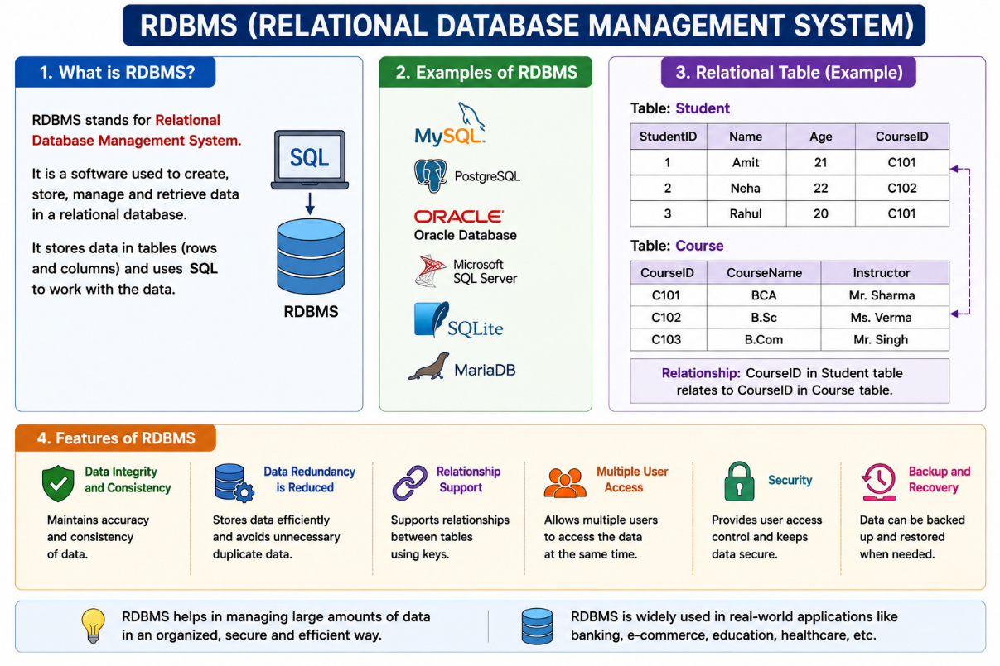 RDBMS (RELATIONAL DATABASE MANAGEMENT SYSTEM)
1. What is RDBMS?
RDBMS stands for Relational
Database Management System.
It is a software used to create,
store, manage and retrieve data
in a relational database.
It stores data in tables (rows
and columns) and uses SQL
to work with the data.
SQL
RDBMS
2. Examples of RDBMS
MySQL
PostgreSQL
ORACLE
Oracle Database
Microsoft
SQL Server
SQLite
MariaDB
3. Relational Table (Example)
Table: Student
StudentID Name Age CourseID
1 Amit 21 C101
2 Neha 22 C102
3 Rahul 20 C101
Table: Course
CourseID CourseName Instructor
C101 BCA Mr. Sharma
C102 B.Sc Ms. Verma
C103 B.Com Mr. Singh
Relationship: CourseID in Student table
relates to CourseID in Course table.
4. Features of RDBMS
Data Integrity
and Consistency
Maintains accuracy
and consistency
of data.
Data Redundancy
is Reduced
Stores data efficiently
and avoids unnecessary
duplicate data.
Relationship
Support
Supports relationships
between tables
using keys.
Multiple User
Access
Allows multiple users
to access the data
at the same time.
Security
Provides user access
control and keeps
data secure.
Backup and
Recovery
Data can be backed
up and restored
when needed.
RDBMS helps in managing large amounts of data
in an organized, secure and efficient way.
RDBMS is widely used in real-world applications like
banking, e-commerce, education, healthcare, etc.